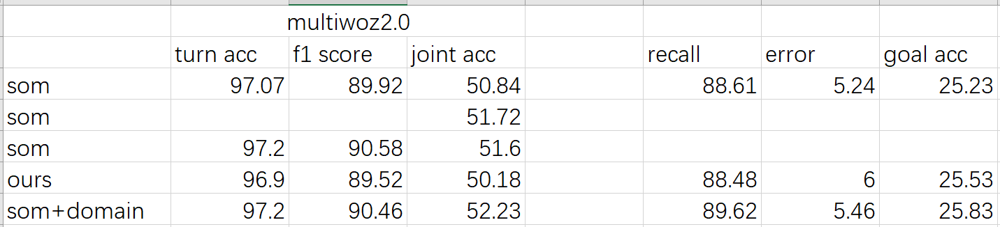 multiwoz2.0
turn acc f1 score joint acc recall error goal acc
som 97.07 89.92 50.84 88.61 5.24 25.23
som 51.72
som 97.2 90.58 51.6
ours 96.9 89.52 50.18 88.48 6 25.53
som+domain 97.2 90.46 52.23 89.62 5.46 25.83